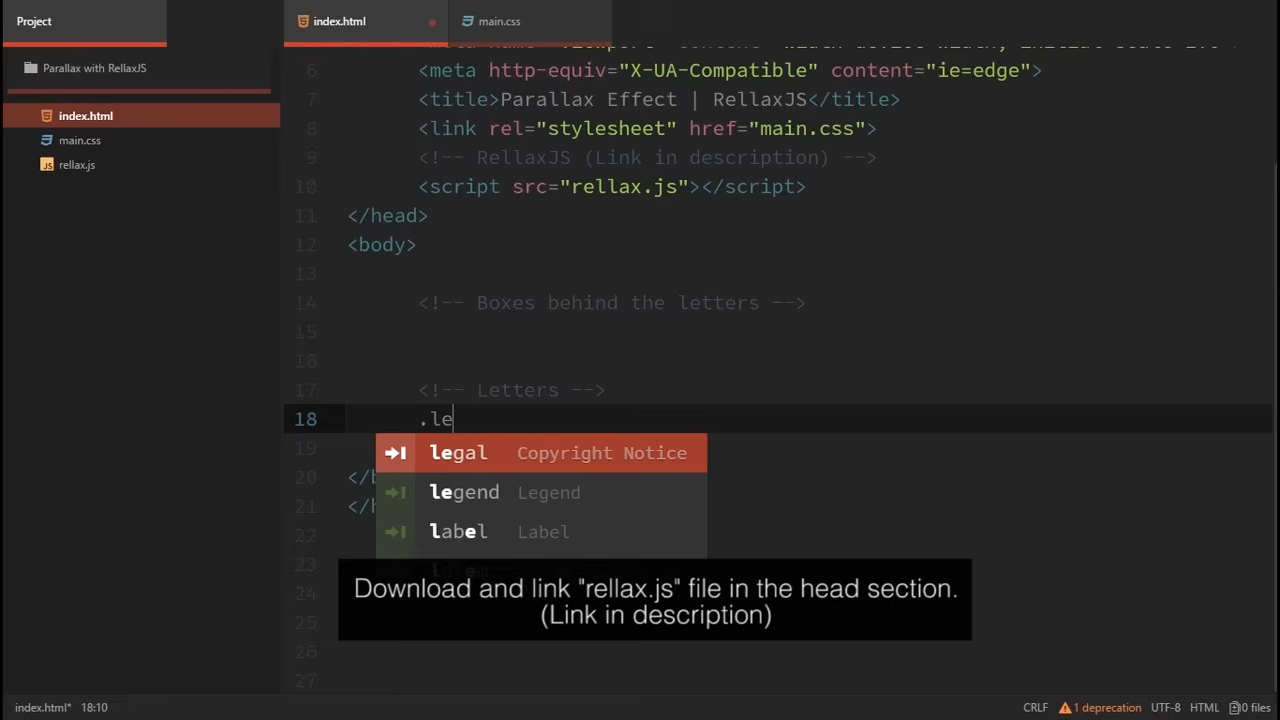 Project
index.html
main.css
Parallax with RellaxJS
index.html
main.css
rellax.js
6 <meta http-equiv="X-UA-Compatible" content="ie=edge">
7 <title>Parallax Effect | RellaxJS</title>
8 <link rel="stylesheet" href="main.css">
9 <!-- RellaxJS (Link in description) -->
10 <script src="rellax.js"></script>
11 </head>
12 <body>
13
14 <!-- Boxes behind the letters -->
15
16
17 <!-- Letters -->
18 .le
19
legal Copyright Notice
20 </b
legend Legend
21 </h
label Label
22
23
24
Download and link "rellax.js" file in the head section.
(Link in description)
25
26
27
index.html* 18:10
CRLF 1 deprecation UTF-8 HTML 0 files